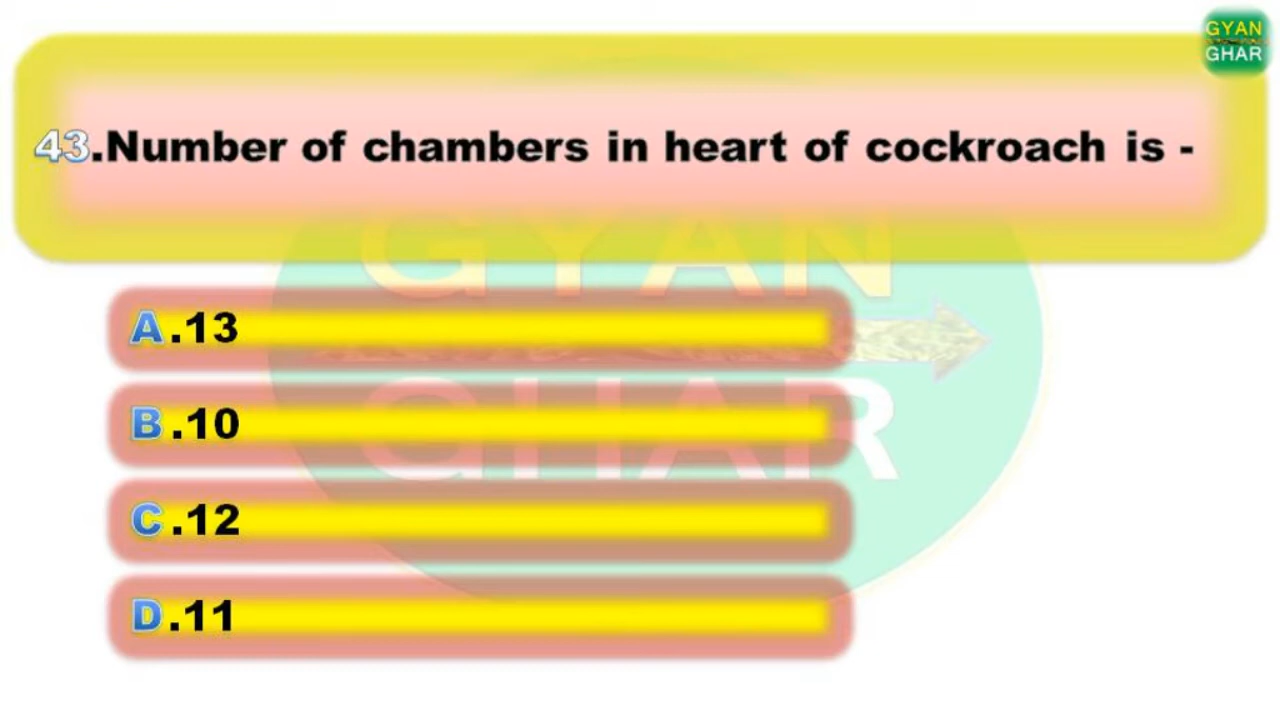 GYAN
GHAR
43.Number of chambers in heart of cockroach is -
GYAN
GHAR
A.13
B.10
C.12
D.11